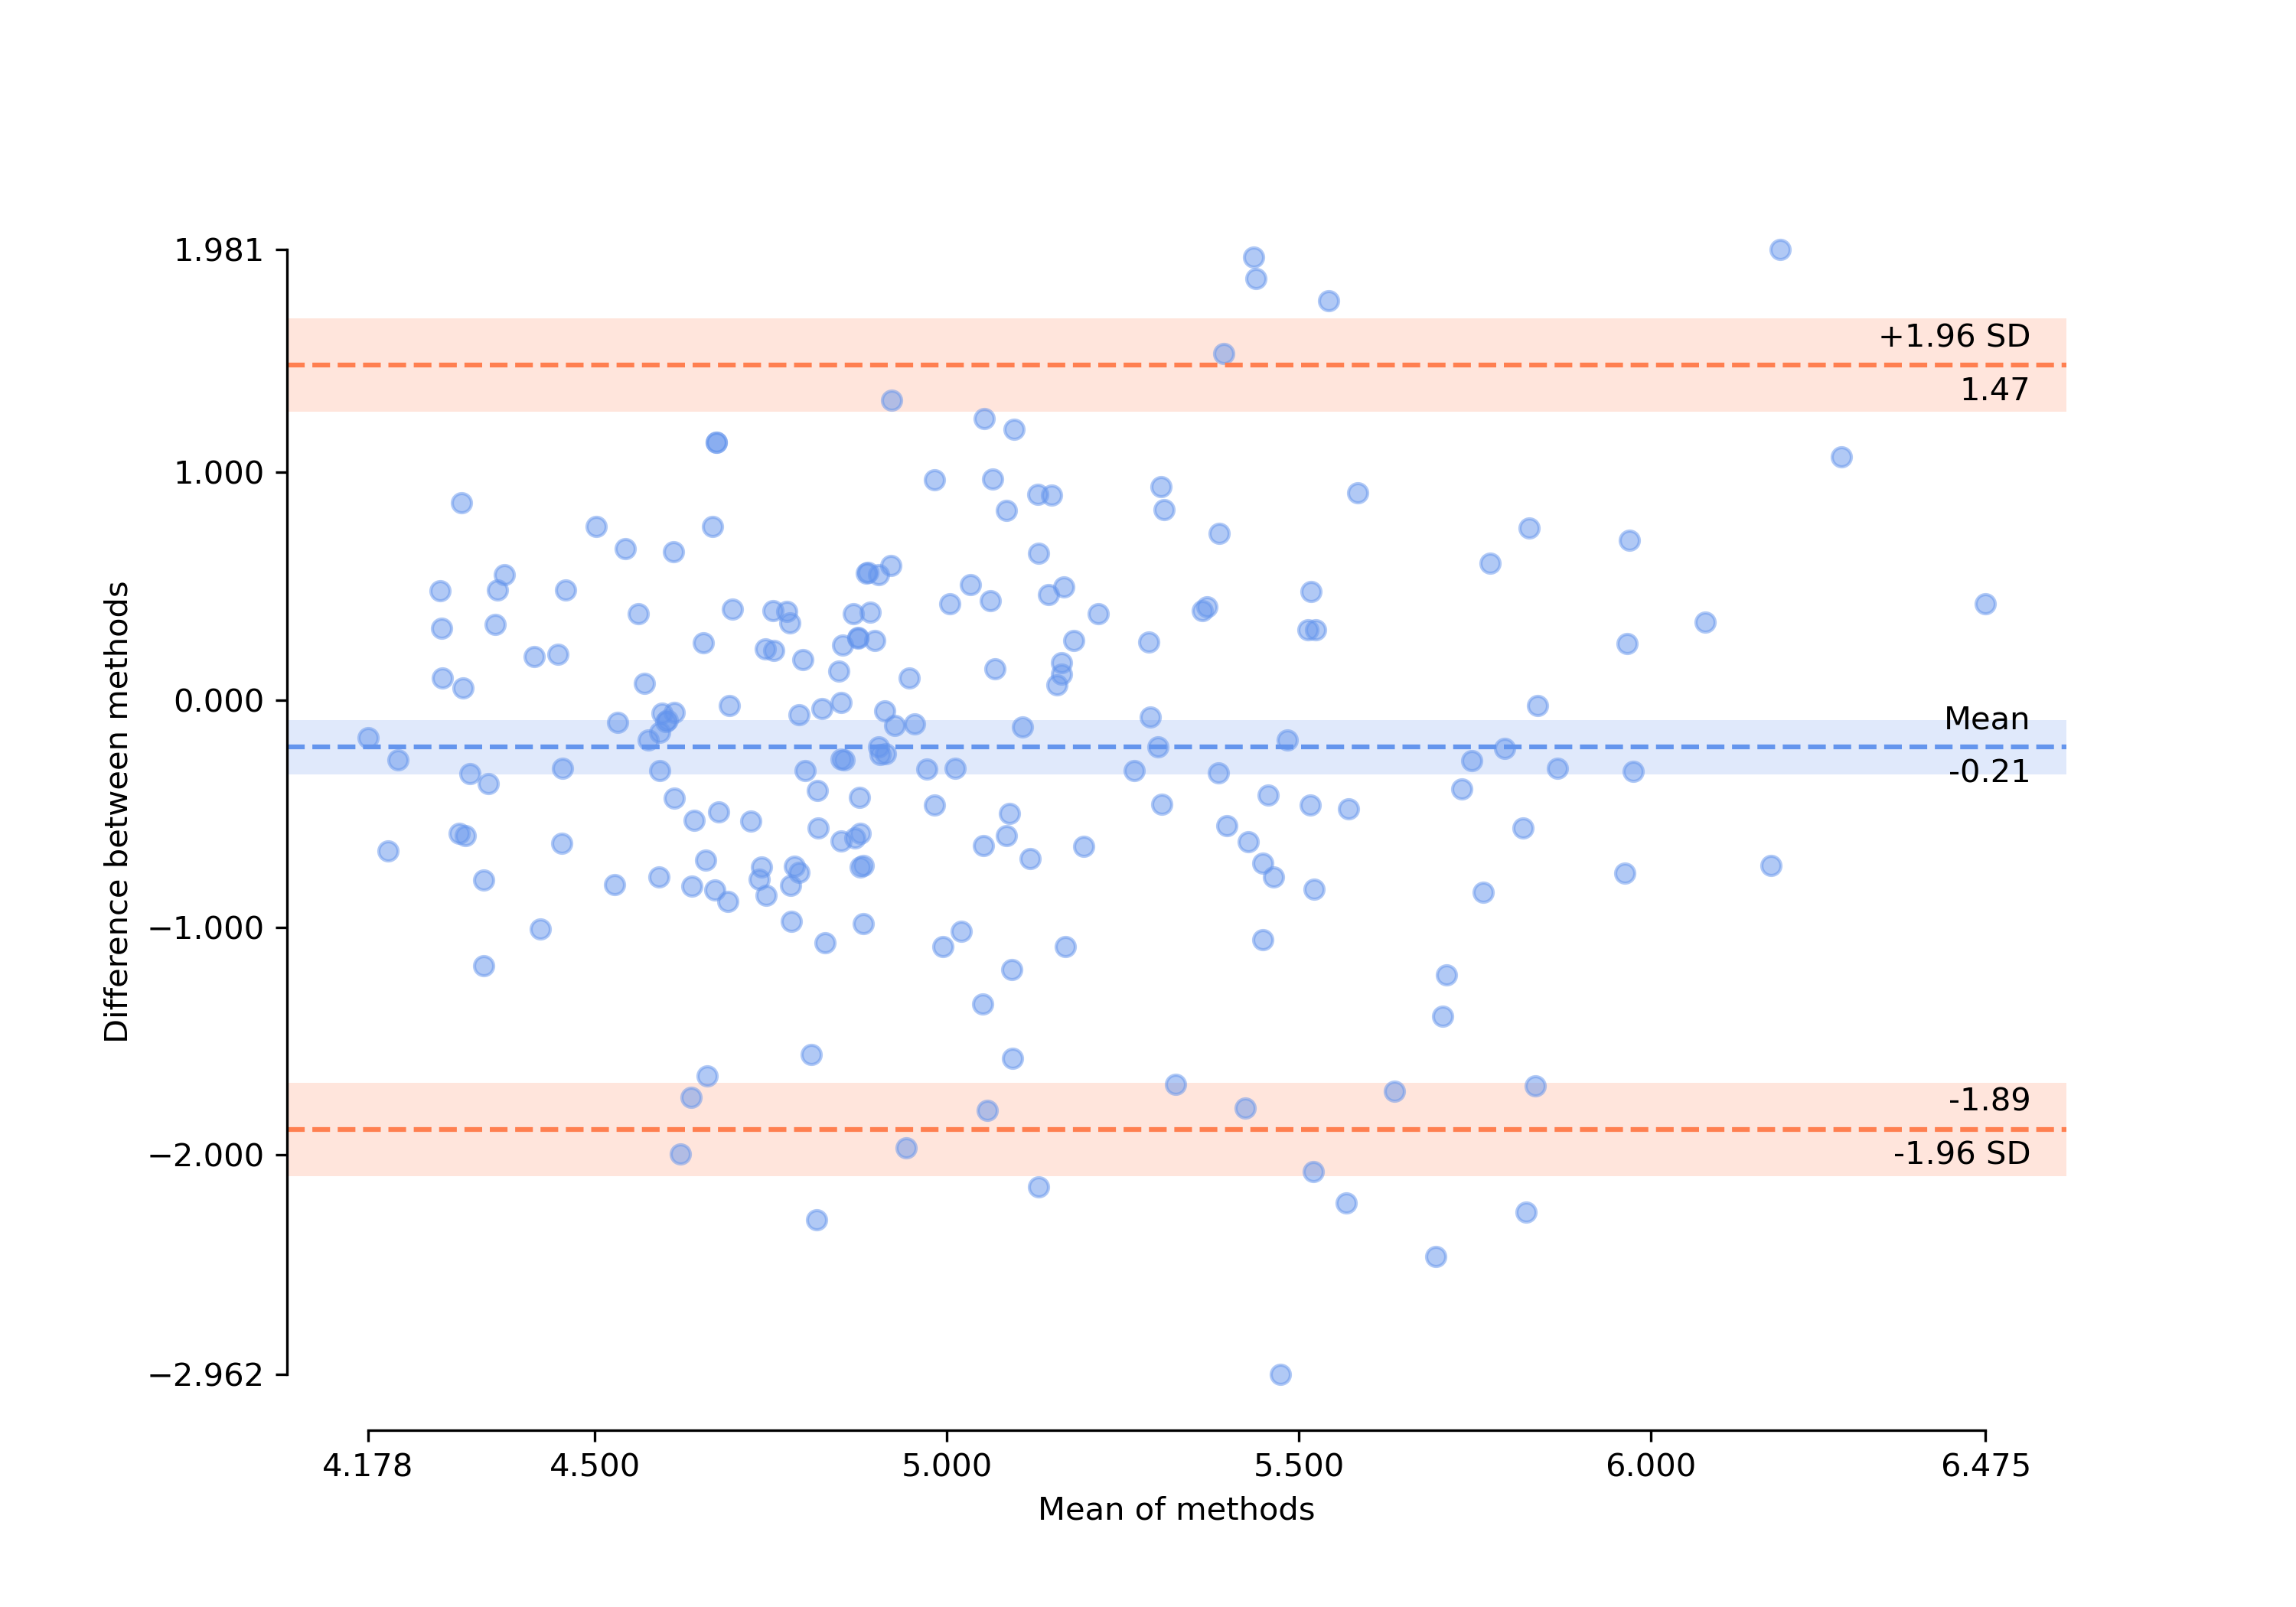 1.981
+1.96 SD
1.47
1.000
0.000
Mean
-0.21
−1.000
-1.89
−2.000
-1.96 SD
−2.962
Difference between methods
4.178 4.500 5.000 5.500 6.000 6.475
Mean of methods